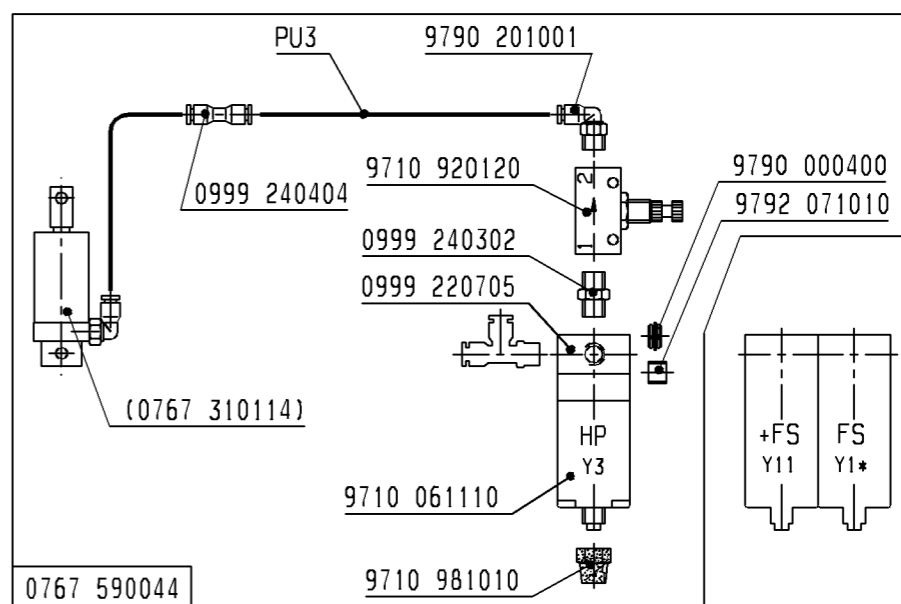 PU3
9790 201001
9710 920120
9790 000400
9792 071010
0999 240404
0999 240302
0999 220705
2
1
(0767 310114)
HP
Y3
+FS
Y11
FS
Y1*
9710 061110
9710 981010
0767 590044